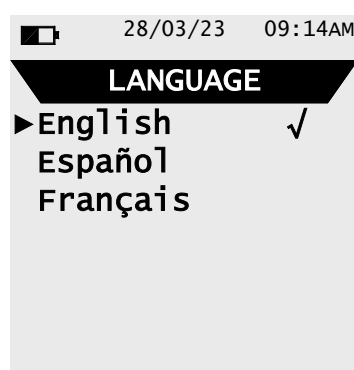 28/03/23 09:14AM
LANGUAGE
►English √
Español
Français